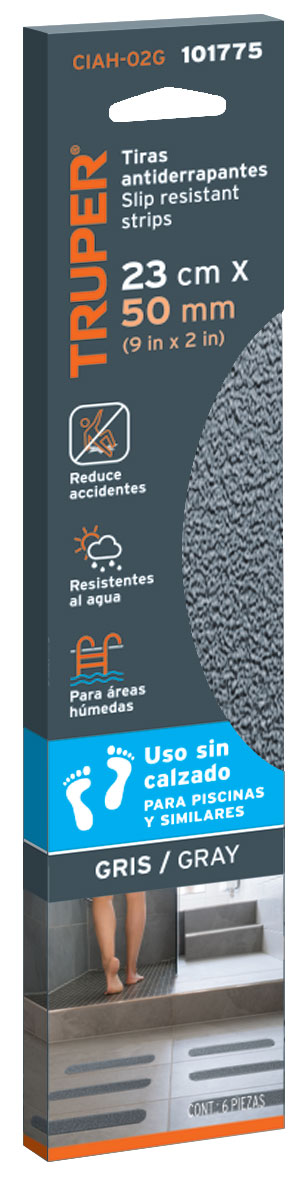 CIAH-02G 101775
TRUPER®
Tiras
antiderrapantes
Slip resistant
strips
23 cm X
50 mm
(9 in x 2 in)
Reduce
accidentes
Resistentes
al agua
Para áreas
húmedas
Uso sin
calzado
PARA PISCINAS
Y SIMILARES
GRIS / GRAY
CONT.: 6 PIEZAS